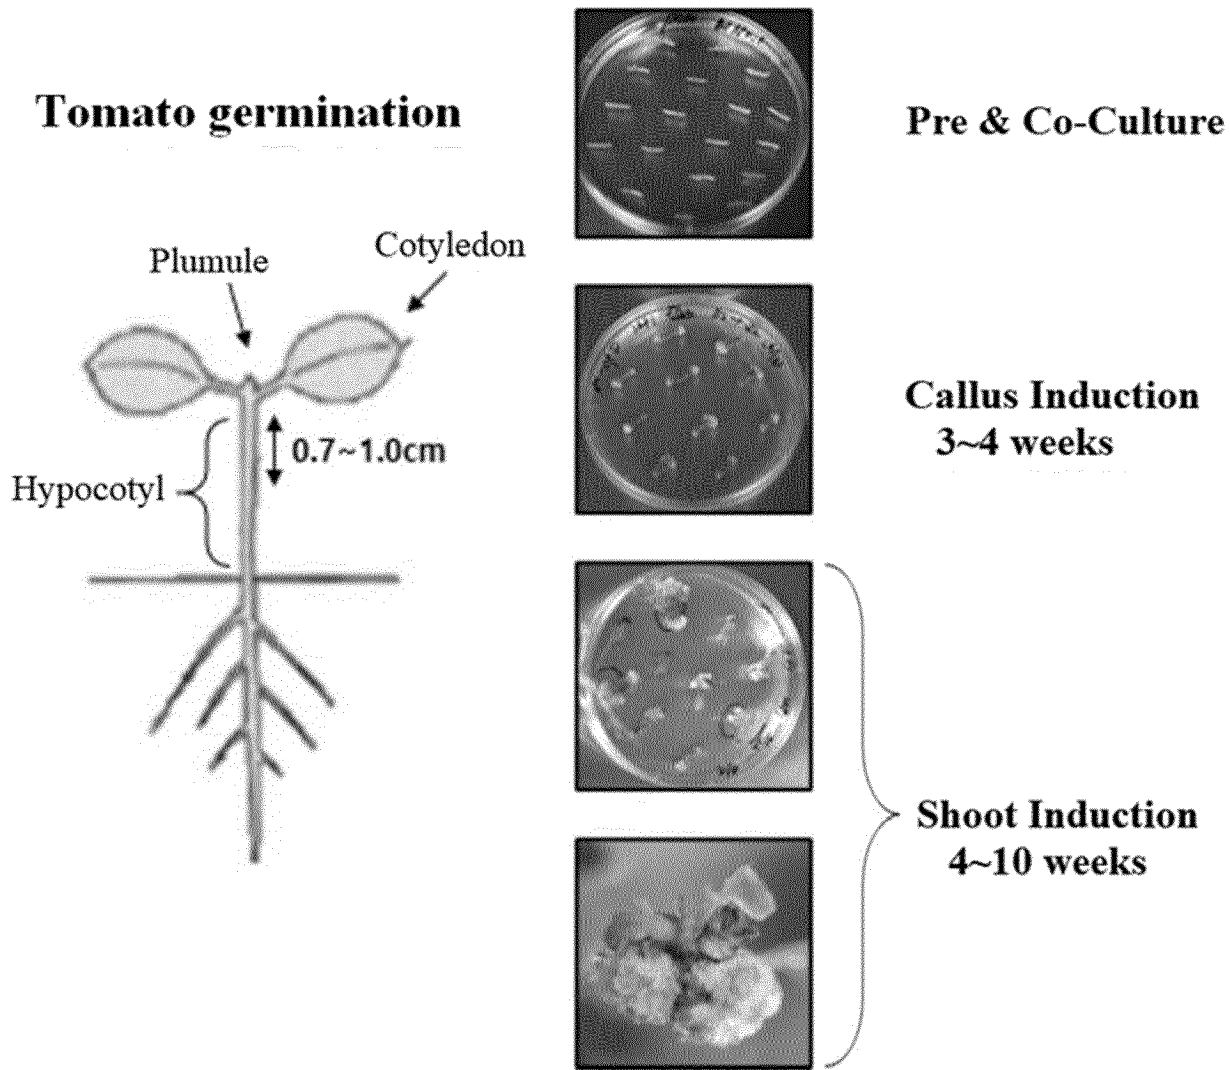 Tomato germination
Plumule
Cotyledon
0.7~1.0cm
Hypocotyl
Pre & Co-Culture
Callus Induction
3~4 weeks
Shoot Induction
4~10 weeks